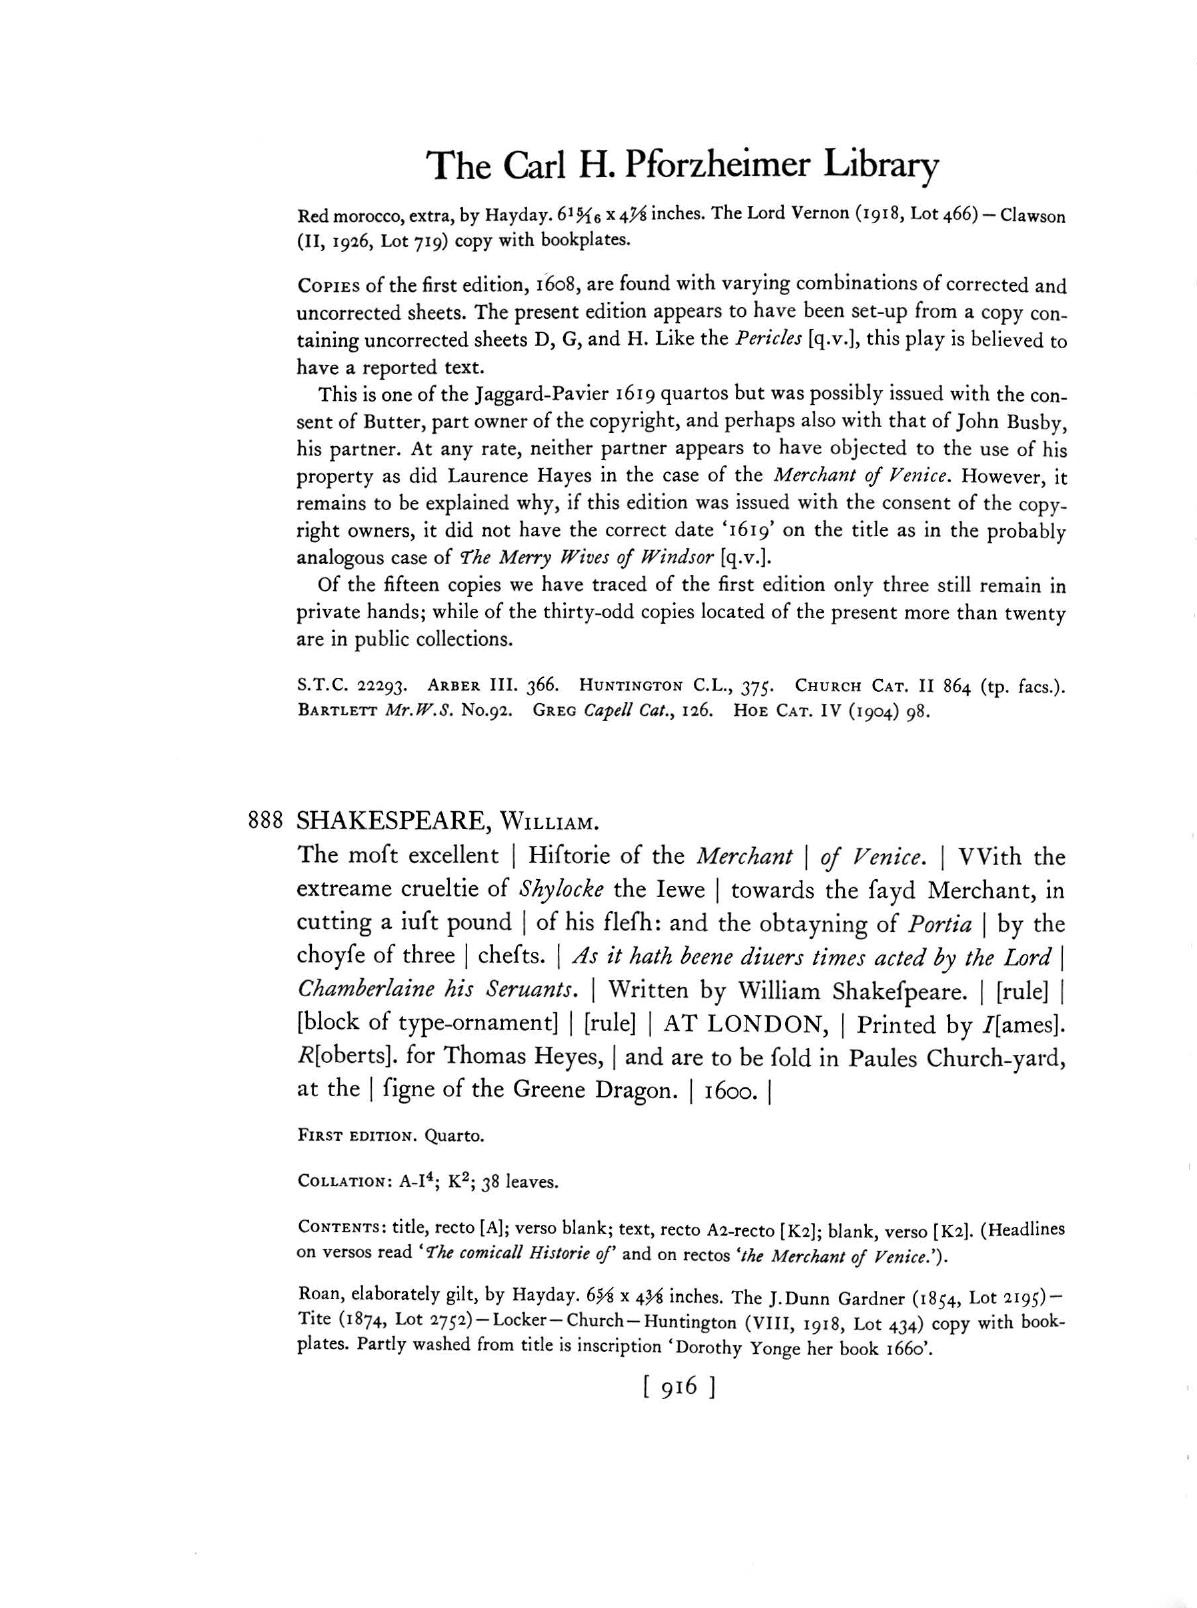 The Carl H. Pforzheimer Library
Red morocco, extra, by Hayday. 6 15/16 x 4 7/8 inches. The Lord Vernon (1918, Lot 466) — Clawson
(II, 1926, Lot 719) copy with bookplates.
COPIES of the first edition, 1608, are found with varying combinations of corrected and
uncorrected sheets. The present edition appears to have been set-up from a copy con-
taining uncorrected sheets D, G, and H. Like the Pericles [q.v.], this play is believed to
have a reported text.
This is one of the Jaggard-Pavier 1619 quartos but was possibly issued with the con-
sent of Butter, part owner of the copyright, and perhaps also with that of John Busby,
his partner. At any rate, neither partner appears to have objected to the use of his
property as did Laurence Hayes in the case of the Merchant of Venice. However, it
remains to be explained why, if this edition was issued with the consent of the copy-
right owners, it did not have the correct date ‘1619’ on the title as in the probably
analogous case of The Merry Wives of Windsor [q.v.].
Of the fifteen copies we have traced of the first edition only three still remain in
private hands; while of the thirty-odd copies located of the present more than twenty
are in public collections.
S.T.C. 22293. ARBER III. 366. HUNTINGTON C.L., 375. CHURCH CAT. II 864 (tp. facs.).
BARTLETT Mr.W.S. No.92. GREG Capell Cat., 126. HOE CAT. IV (1904) 98.
888 SHAKESPEARE, WILLIAM.
The moſt excellent | Hiſtorie of the Merchant | of Venice. | VVith the
extreame crueltie of Shylocke the Iewe | towards the ſayd Merchant, in
cutting a iuſt pound | of his fleſh: and the obtayning of Portia | by the
choyſe of three | cheſts. | As it hath beene diuers times acted by the Lord |
Chamberlaine his Seruants. | Written by William Shakeſpeare. | [rule] |
[block of type-ornament] | [rule] | AT LONDON, | Printed by I[ames].
R[oberts]. for Thomas Heyes, | and are to be ſold in Paules Church-yard,
at the | ſigne of the Greene Dragon. | 1600. |
FIRST EDITION. Quarto.
COLLATION: A-I⁴; K²; 38 leaves.
CONTENTS: title, recto [A]; verso blank; text, recto A2-recto [K2]; blank, verso [K2]. (Headlines
on versos read ‘The comicall Historie of’ and on rectos ‘the Merchant of Venice.’).
Roan, elaborately gilt, by Hayday. 6 5/8 x 4 3/8 inches. The J.Dunn Gardner (1854, Lot 2195)—
Tite (1874, Lot 2752)—Locker—Church—Huntington (VIII, 1918, Lot 434) copy with book-
plates. Partly washed from title is inscription ‘Dorothy Yonge her book 1660’.
[ 916 ]